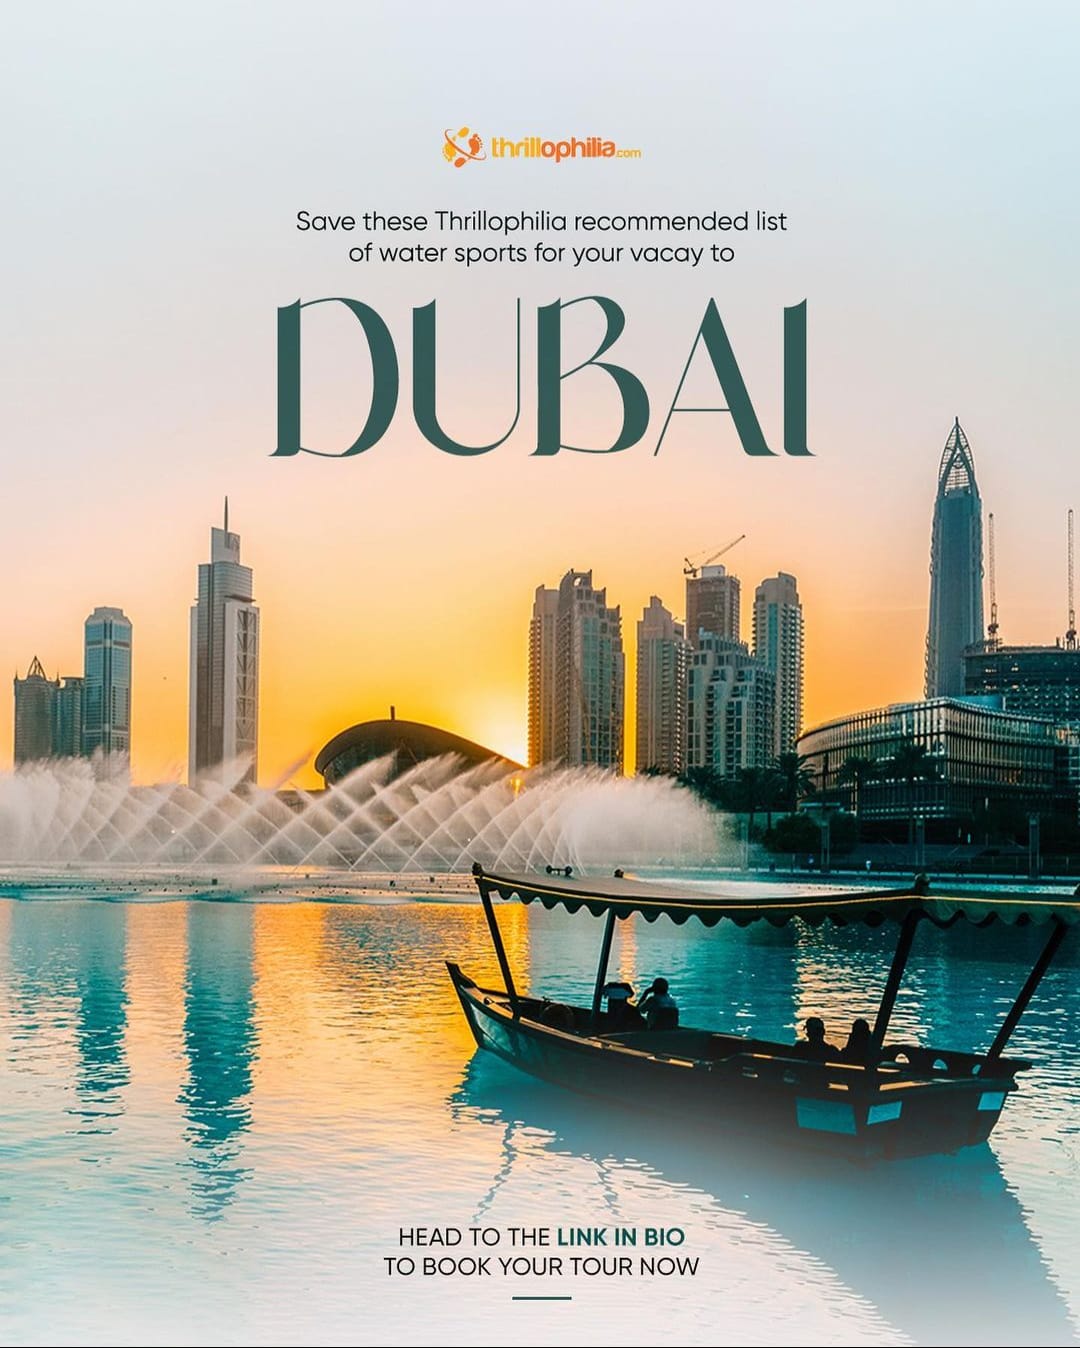 thrillophilia.com
Save these Thrillophilia recommended list
of water sports for your vacay to
DUBAI
HEAD TO THE LINK IN BIO
TO BOOK YOUR TOUR NOW